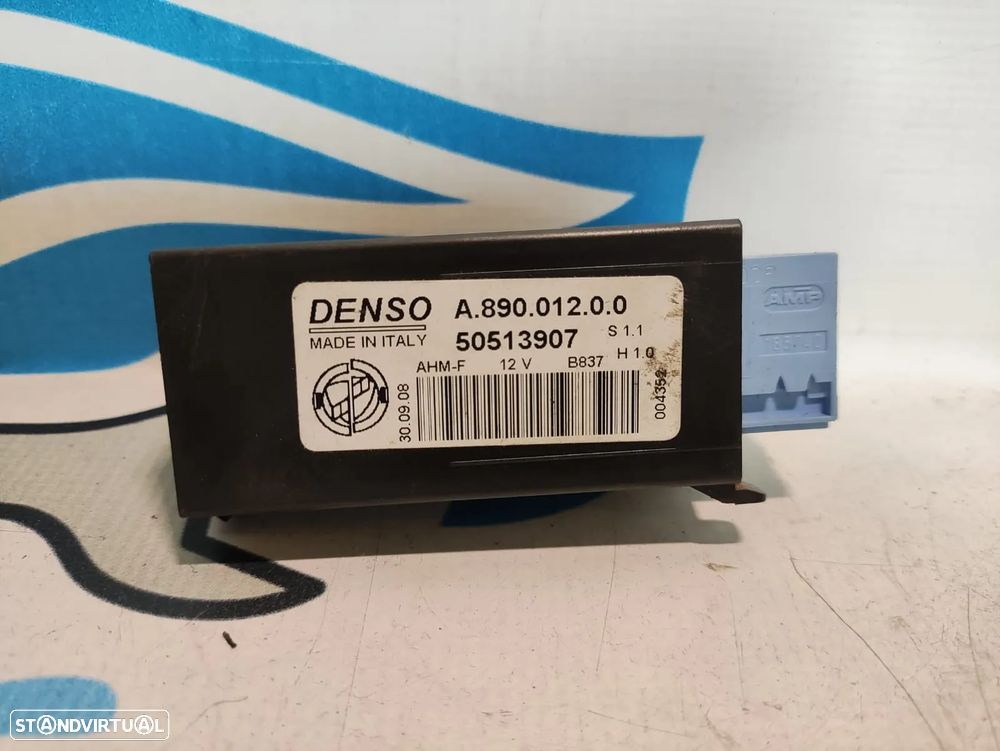 DENSO
MADE IN ITALY
A.890.012.0.0
50513907
S 1.1
H 1.0
AHM-F 12 V B837
30.09.08
004352
AMP
STANDVIRTUAL